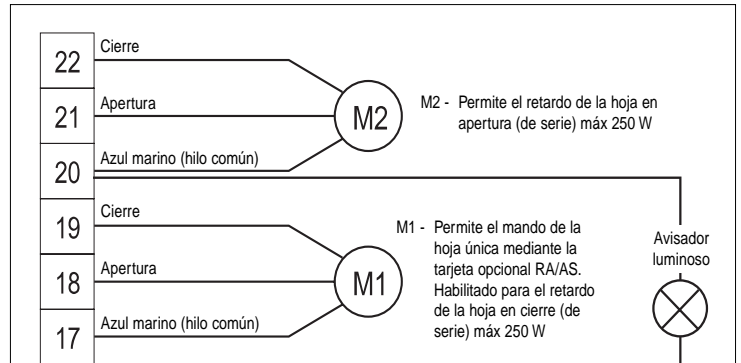 22
Cierre
21
Apertura
M2
M2 - Permite el retardo de la hoja en
apertura (de serie) máx 250 W
20
Azul marino (hilo común)
19
Cierre
18
Apertura
M1
M1 - Permite el mando de la
hoja única mediante la
tarjeta opcional RA/AS.
Habilitado para el retardo
de la hoja en cierre (de
serie) máx 250 W
Avisador
luminoso
17
Azul marino (hilo común)